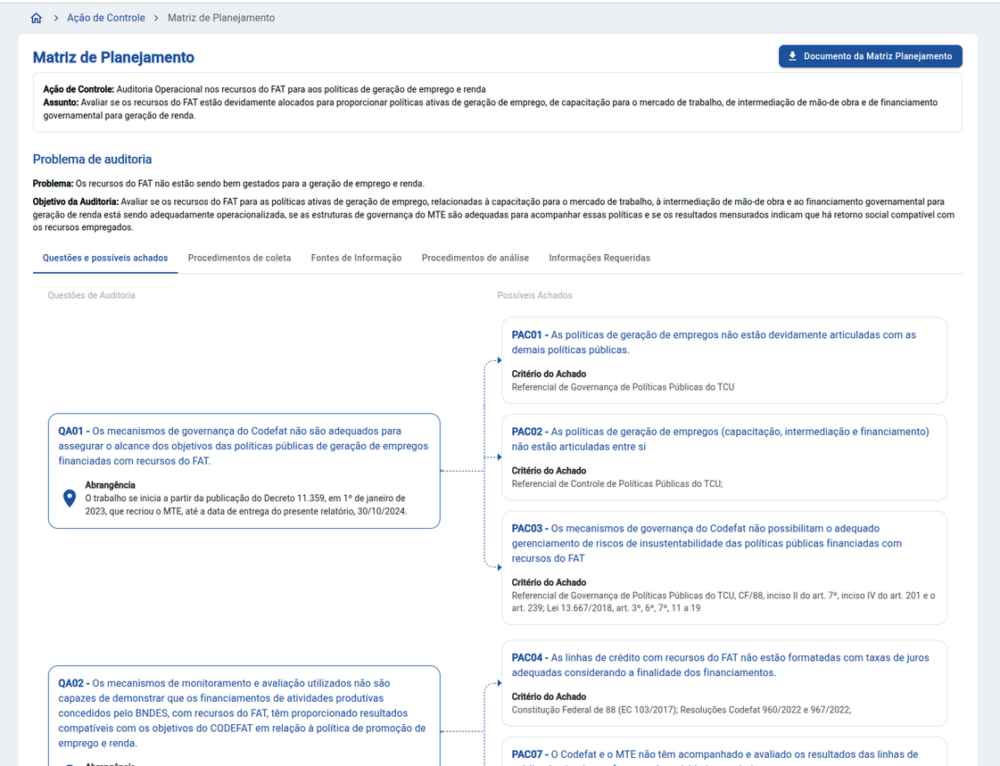 Ação de Controle > Matriz de Planejamento
Matriz de Planejamento
Documento da Matriz Planejamento
Ação de Controle: Auditoria Operacional nos recursos do FAT para aos políticas de geração de emprego e renda
Assunto: Avaliar se os recursos do FAT estão devidamente alocados para proporcionar políticas ativas de geração de emprego, de capacitação para o mercado de trabalho, de intermediação de mão-de obra e de financiamento
governamental para geração de renda.
Problema de auditoria
Problema: Os recursos do FAT não estão sendo bem gestados para a geração de emprego e renda.
Objetivo da Auditoria: Avaliar se os recursos do FAT para as políticas ativas de geração de emprego, relacionadas à capacitação para o mercado de trabalho, à intermediação de mão-de obra e ao financiamento governamental para
geração de renda está sendo adequadamente operacionalizada, se as estruturas de governança do MTE são adequadas para acompanhar essas políticas e se os resultados mensurados indicam que há retorno social compatível com
os recursos empregados.
Questões e possíveis achados
Procedimentos de coleta
Fontes de Informação
Procedimentos de análise
Informações Requeridas
Questões de Auditoria
Possíveis Achados
QA01 - Os mecanismos de governança do Codefat não são adequados para
assegurar o alcance dos objetivos das políticas públicas de geração de empregos
financiadas com recursos do FAT.
Abrangência
O trabalho se inicia a partir da publicação do Decreto 11.359, em 1º de janeiro de
2023, que recriou o MTE, até a data de entrega do presente relatório, 30/10/2024.
PAC01 - As políticas de geração de empregos não estão devidamente articuladas com as
demais políticas públicas.
Critério do Achado
Referencial de Governança de Políticas Públicas do TCU
PAC02 - As políticas de geração de empregos (capacitação, intermediação e financiamento)
não estão articuladas entre si
Critério do Achado
Referencial de Controle de Políticas Públicas do TCU;
PAC03 - Os mecanismos de governança do Codefat não possibilitam o adequado
gerenciamento de riscos de insustentabilidade das políticas públicas financiadas com
recursos do FAT
Critério do Achado
Referencial de Governança de Políticas Públicas do TCU, CF/88, inciso II do art. 7º, inciso IV do art. 201 e o
art. 239; Lei 13.667/2018, art. 3º, 6º, 7º, 11 a 19
QA02 - Os mecanismos de monitoramento e avaliação utilizados não são
capazes de demonstrar que os financiamentos de atividades produtivas
concedidos pelo BNDES, com recursos do FAT, têm proporcionado resultados
compatíveis com os objetivos do CODEFAT em relação à política de promoção de
emprego e renda.
Abrangência
PAC04 - As linhas de crédito com recursos do FAT não estão formatadas com taxas de juros
adequadas considerando a finalidade dos financiamentos.
Critério do Achado
Constituição Federal de 88 (EC 103/2017); Resoluções Codefat 960/2022 e 967/2022;
PAC07 - O Codefat e o MTE não têm acompanhado e avaliado os resultados das linhas de